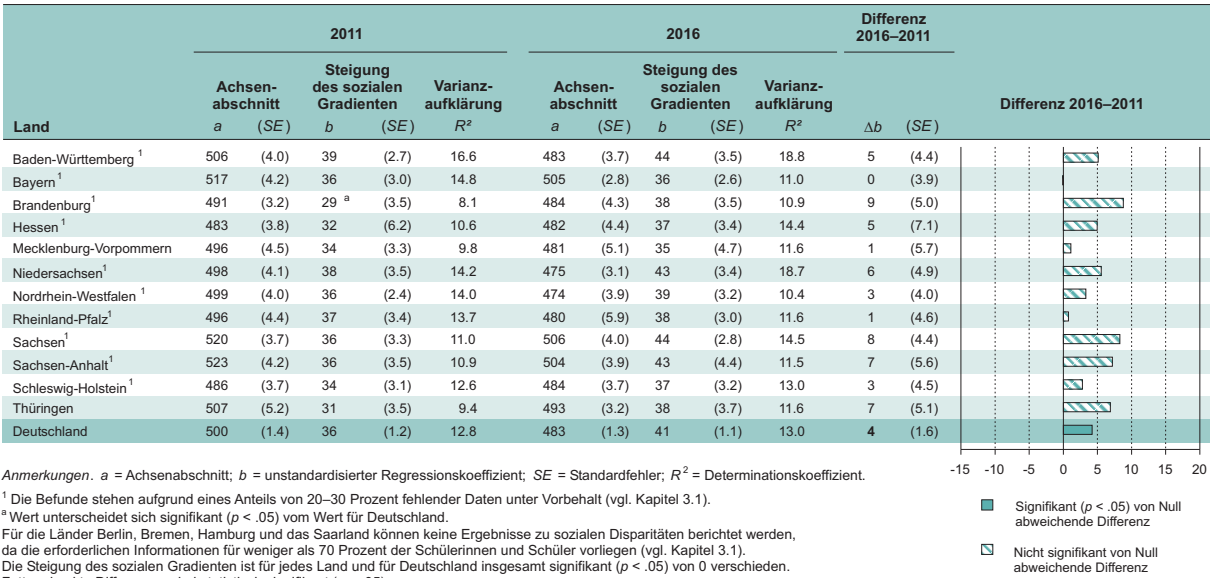 2011 2016 Differenz 2016–2011
Achsenabschnitt Steigung des sozialen Gradienten Varianzaufklärung Achsenabschnitt Steigung des sozialen Gradienten Varianzaufklärung Differenz 2016–2011
Land a (SE) b (SE) R² a (SE) b (SE) R² Δb (SE)
Baden-Württemberg ¹ 506 (4.0) 39 (2.7) 16.6 483 (3.7) 44 (3.5) 18.8 5 (4.4)
Bayern ¹ 517 (4.2) 36 (3.0) 14.8 505 (2.8) 36 (2.6) 11.0 0 (3.9)
Brandenburg¹ 491 (3.2) 29 ᵃ (3.5) 8.1 484 (4.3) 38 (3.5) 10.9 9 (5.0)
Hessen ¹ 483 (3.8) 32 (6.2) 10.6 482 (4.4) 37 (3.4) 14.4 5 (7.1)
Mecklenburg-Vorpommern 496 (4.5) 34 (3.3) 9.8 481 (5.1) 35 (4.7) 11.6 1 (5.7)
Niedersachsen¹ 498 (4.1) 38 (3.5) 14.2 475 (3.1) 43 (3.4) 18.7 6 (4.9)
Nordrhein-Westfalen ¹ 499 (4.0) 36 (2.4) 14.0 474 (3.9) 39 (3.2) 10.4 3 (4.0)
Rheinland-Pfalz¹ 496 (4.4) 37 (3.4) 13.7 480 (5.9) 38 (3.0) 11.6 1 (4.6)
Sachsen¹ 520 (3.7) 36 (3.3) 11.0 506 (4.0) 44 (2.8) 14.5 8 (4.4)
Sachsen-Anhalt¹ 523 (4.2) 36 (3.5) 10.9 504 (3.9) 43 (4.4) 11.5 7 (5.6)
Schleswig-Holstein ¹ 486 (3.7) 34 (3.1) 12.6 484 (3.7) 37 (3.2) 13.0 3 (4.5)
Thüringen 507 (5.2) 31 (3.5) 9.4 493 (3.2) 38 (3.7) 11.6 7 (5.1)
Deutschland 500 (1.4) 36 (1.2) 12.8 483 (1.3) 41 (1.1) 13.0 4 (1.6)
-15 -10 -5 0 5 10 15 20
Signifikant (p < .05) von Null
abweichende Differenz
Nicht signifikant von Null
abweichende Differenz
Anmerkungen. a = Achsenabschnitt; b = unstandardisierter Regressionskoeffizient; SE = Standardfehler; R² = Determinationskoeffizient.
¹ Die Befunde stehen aufgrund eines Anteils von 20–30 Prozent fehlender Daten unter Vorbehalt (vgl. Kapitel 3.1).
ᵃ Wert unterscheidet sich signifikant (p < .05) vom Wert für Deutschland.
Für die Länder Berlin, Bremen, Hamburg und das Saarland können keine Ergebnisse zu sozialen Disparitäten berichtet werden,
da die erforderlichen Informationen für weniger als 70 Prozent der Schülerinnen und Schüler vorliegen (vgl. Kapitel 3.1).
Die Steigung des sozialen Gradienten ist für jedes Land und für Deutschland insgesamt signifikant (p < .05) von 0 verschieden.